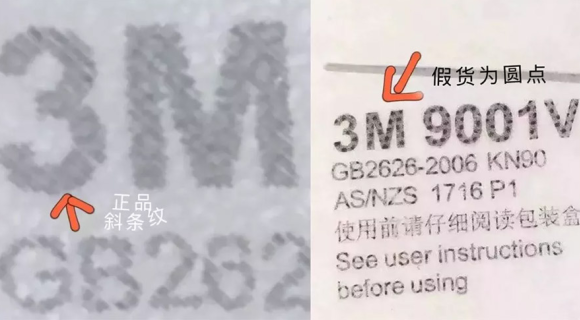 3M
正品
斜条纹
GB262
假货为圆点
3M 9001V
GB2626-2006 KN90
AS/NZS 1716 P1
使用前请仔细阅读包装盒
See user instructions
before using